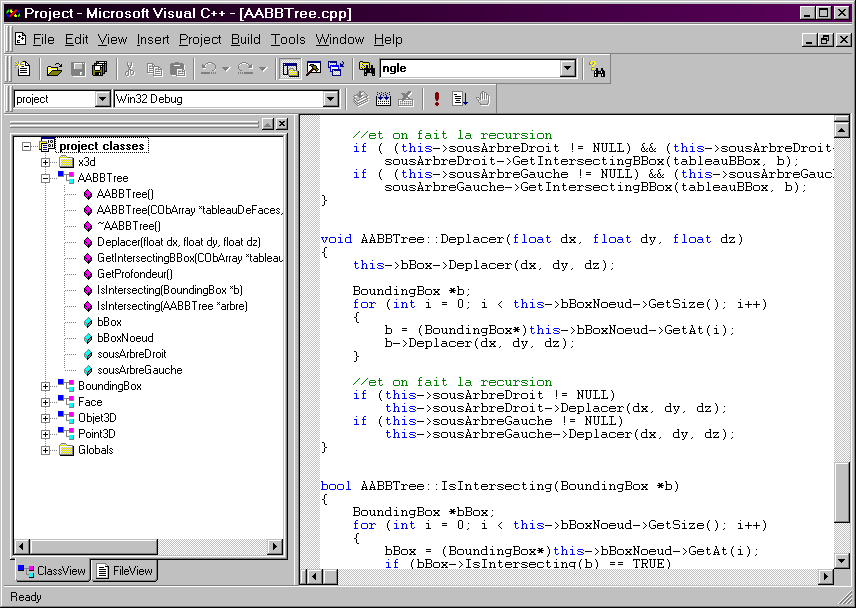 Project - Microsoft Visual C++ - [AABBTree.cpp]
File Edit View Insert Project Build Tools Window Help
ngle
project Win32 Debug
project classes
x3d
AABBTree
AABBTree()
AABBTree(CObArray *tableauDeFaces,
~AABBTree()
Deplacer(float dx, float dy, float dz)
GetIntersectingBBox(CObArray *tableau
GetProfondeur()
IsIntersecting(BoundingBox *b)
IsIntersecting(AABBTree *arbre)
bBox
bBoxNoeud
sousArbreDroit
sousArbreGauche
BoundingBox
Face
Objet3D
Point3D
Globals
ClassView FileView
//et on fait la recursion
if ( (this->sousArbreDroit != NULL) && (this->sousArbreDroit-
sousArbreDroit->GetIntersectingBBox(tableauBBox, b);
if ( (this->sousArbreGauche != NULL) && (this->sousArbreGauc
sousArbreGauche->GetIntersectingBBox(tableauBBox, b);
}
void AABBTree::Deplacer(float dx, float dy, float dz)
{
this->bBox->Deplacer(dx, dy, dz);
BoundingBox *b;
for (int i = 0; i < this->bBoxNoeud->GetSize(); i++)
{
b = (BoundingBox*)this->bBoxNoeud->GetAt(i);
b->Deplacer(dx, dy, dz);
}
//et on fait la recursion
if (this->sousArbreDroit != NULL)
this->sousArbreDroit->Deplacer(dx, dy, dz);
if (this->sousArbreGauche != NULL)
this->sousArbreGauche->Deplacer(dx, dy, dz);
}
bool AABBTree::IsIntersecting(BoundingBox *b)
{
BoundingBox *bBox;
for (int i = 0; i < this->bBoxNoeud->GetSize(); i++)
{
bBox = (BoundingBox*)this->bBoxNoeud->GetAt(i);
if (bBox->IsIntersecting(b) == TRUE)
Ready